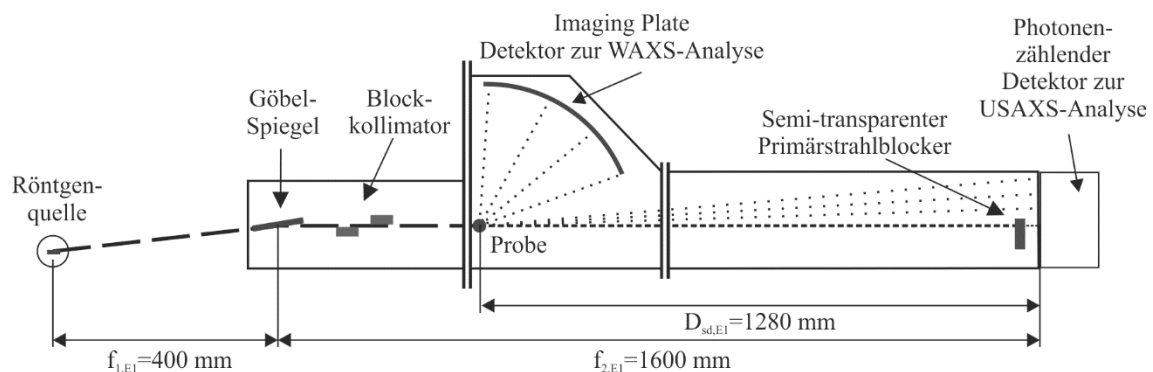 Imaging Plate
Detektor zur WAXS-Analyse
Photonen-
zählender
Detektor zur
USAXS-Analyse
Göbel-
Spiegel
Block-
kollimator
Semi-transparenter
Primärstrahlblocker
Röntgen-
quelle
Probe
D_sd,E1=1280 mm
f_1,E1=400 mm
f_2,E1=1600 mm